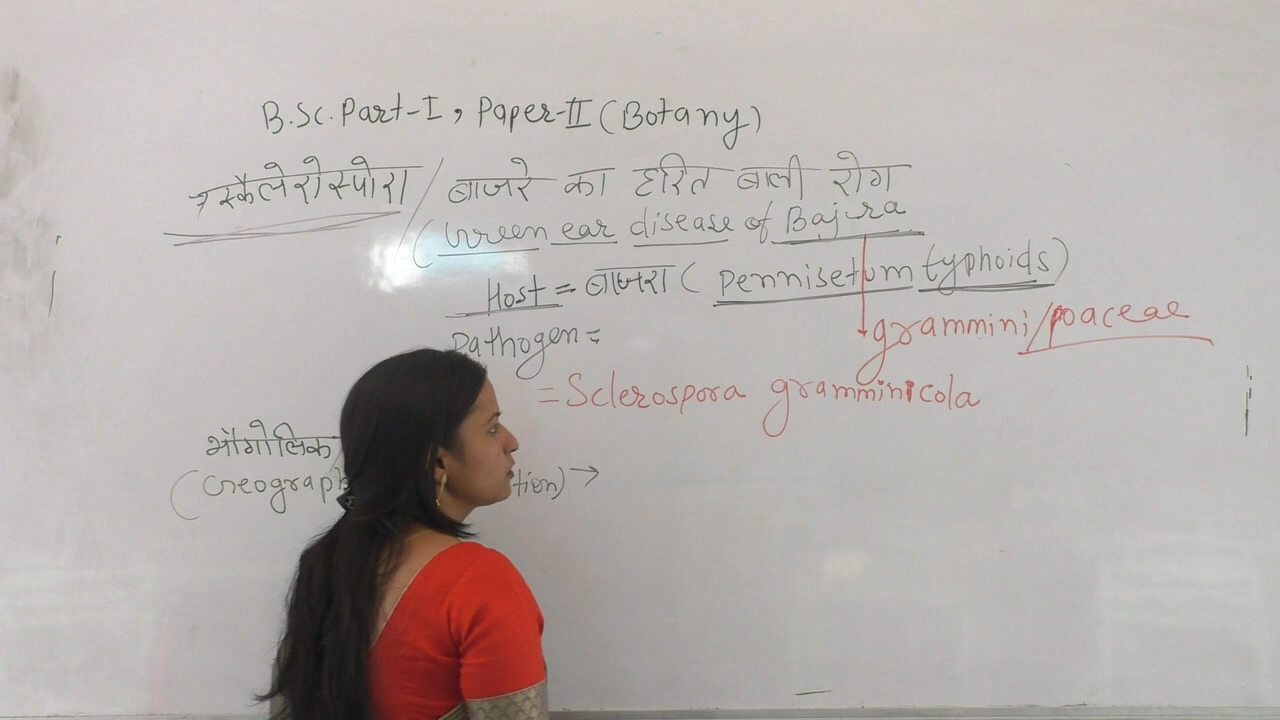 B.Sc. Part-I, Paper-II (Botany)
→ स्कैलेरोस्पोरा / बाजरे का हरित बाली रोग
(Green ear disease of Bajura
Host = बाजरा ( pennisetum typhoids)
Pathogen =
grammini/poaceae
= Sclerospora gramminicola
भौगोलिक
(Geograph tion) →